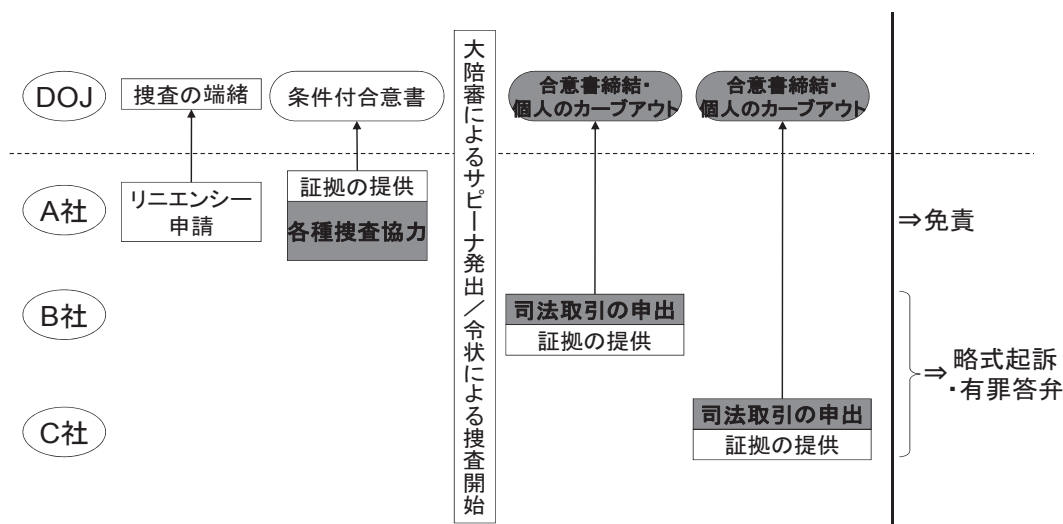 DOJ
捜査の端緒
条件付合意書
大陪審によるサピーナ発出／令状による捜査開始
合意書締結・
個人のカーブアウト
合意書締結・
個人のカーブアウト
A社
リニエンシー
申請
証拠の提供
各種捜査協力
⇒免責
B社
司法取引の申出
証拠の提供
C社
司法取引の申出
証拠の提供
⇒
略式起訴
・有罪答弁